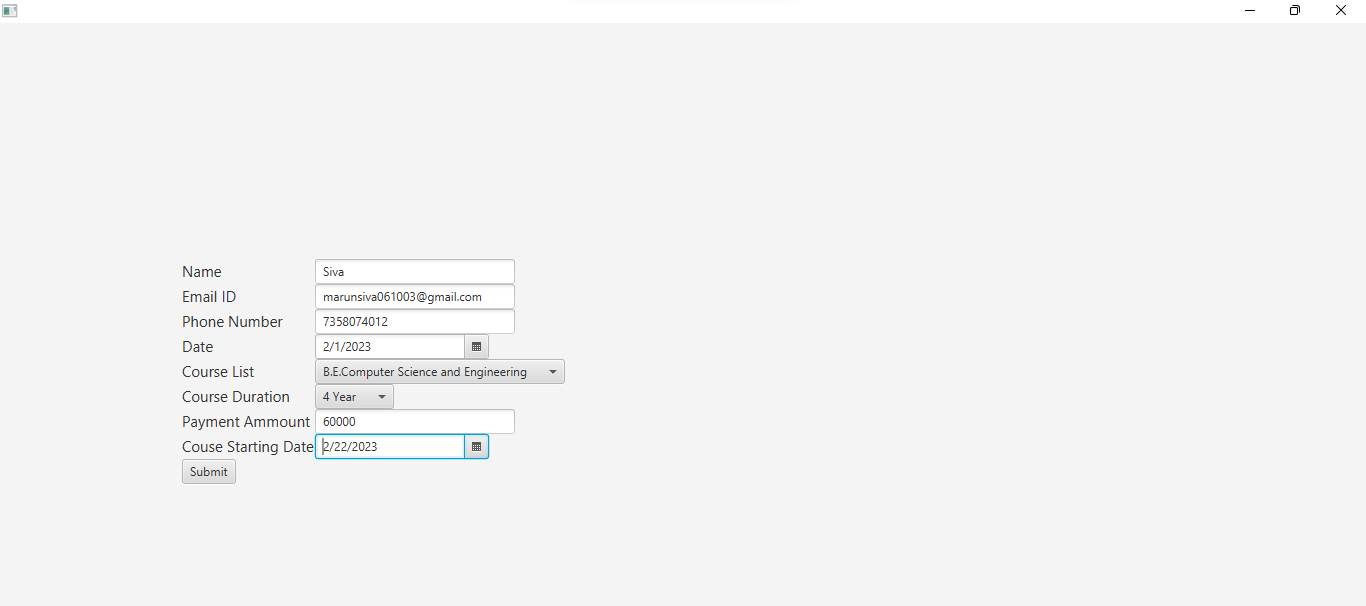 Name Siva
Email ID marunsiva061003@gmail.com
Phone Number 7358074012
Date 2/1/2023
Course List B.E.Computer Science and Engineering
Course Duration 4 Year
Payment Ammount 60000
Couse Starting Date 2/22/2023
Submit